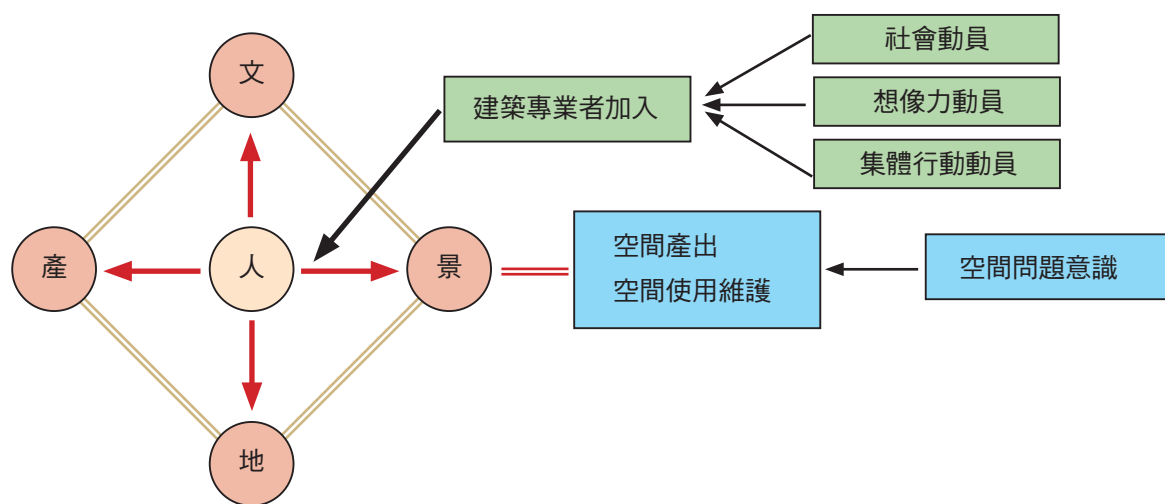 文
產
人
景
地
建築專業者加入
社會動員
想像力動員
集體行動動員
空間產出
空間使用維護
空間問題意識